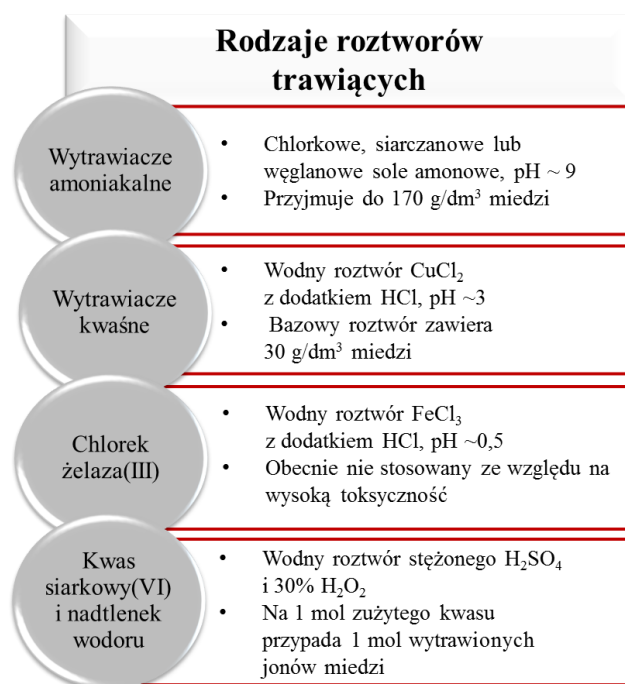 Rodzaje roztworów
trawiących
Wytrawiacze
amoniakalne
• Chlorkowe, siarczanowe lub
węglanowe sole amonowe, pH ~ 9
• Przyjmuje do 170 g/dm³ miedzi
Wytrawiacze
kwaśne
• Wodny roztwór CuCl₂
z dodatkiem HCl, pH ~3
• Bazowy roztwór zawiera
30 g/dm³ miedzi
Chlorek
żelaza(III)
• Wodny roztwór FeCl₃
z dodatkiem HCl, pH ~0,5
• Obecnie nie stosowany ze względu na
wysoką toksyczność
Kwas
siarkowy(VI)
i nadtlenek
wodoru
• Wodny roztwór stężonego H₂SO₄
i 30% H₂O₂
• Na 1 mol zużytego kwasu
przypada 1 mol wytrawionych
jonów miedzi